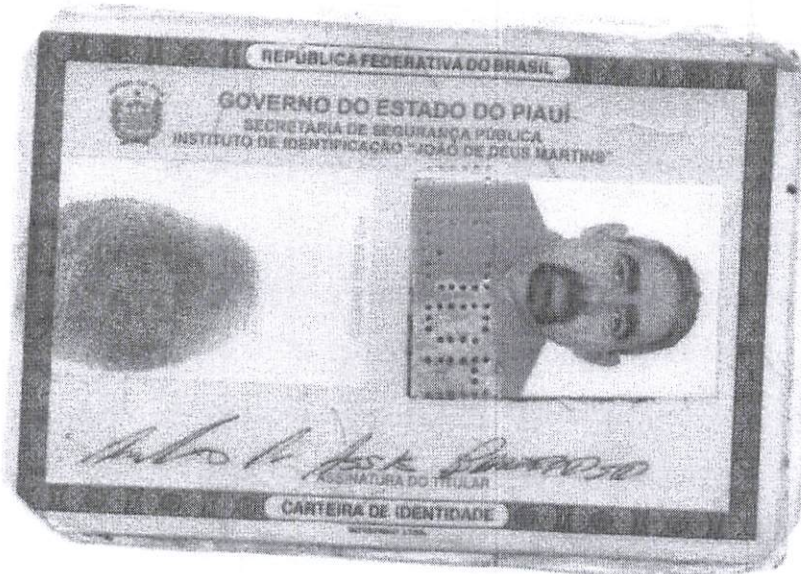 REPÚBLICA FEDERATIVA DO BRASIL
GOVERNO DO ESTADO DO PIAUÍ
SECRETARIA DE SEGURANÇA PÚBLICA
INSTITUTO DE IDENTIFICAÇÃO "JOÃO DE DEUS MARTINS"
ASSINATURA DO TITULAR
CARTEIRA DE IDENTIDADE